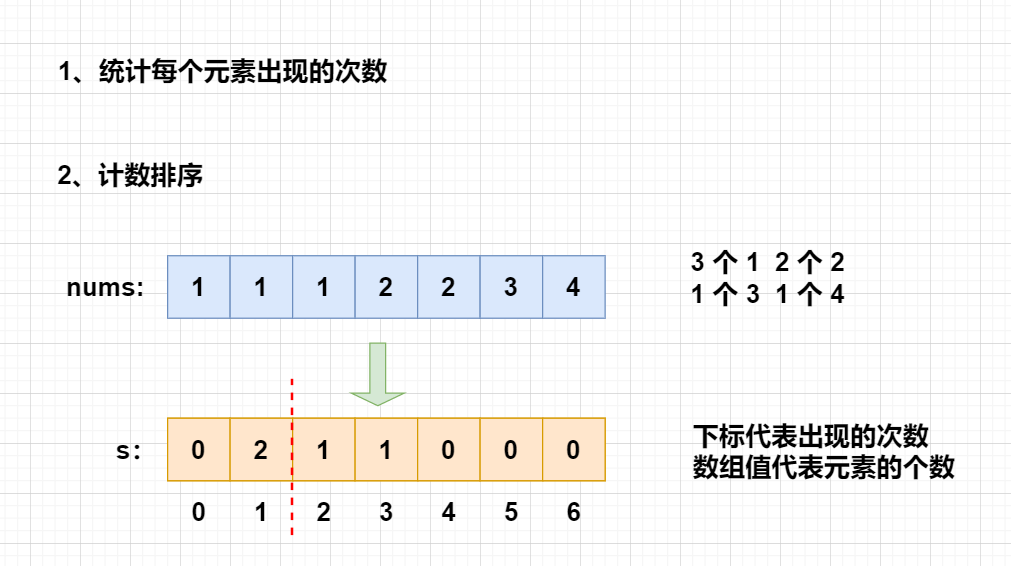 1、统计每个元素出现的次数
2、计数排序
nums: 1 1 1 2 2 3 4
3 个 1 2 个 2
1 个 3 1 个 4
s: 0 2 1 1 0 0 0
下标代表出现的次数
数组值代表元素的个数
0 1 2 3 4 5 6